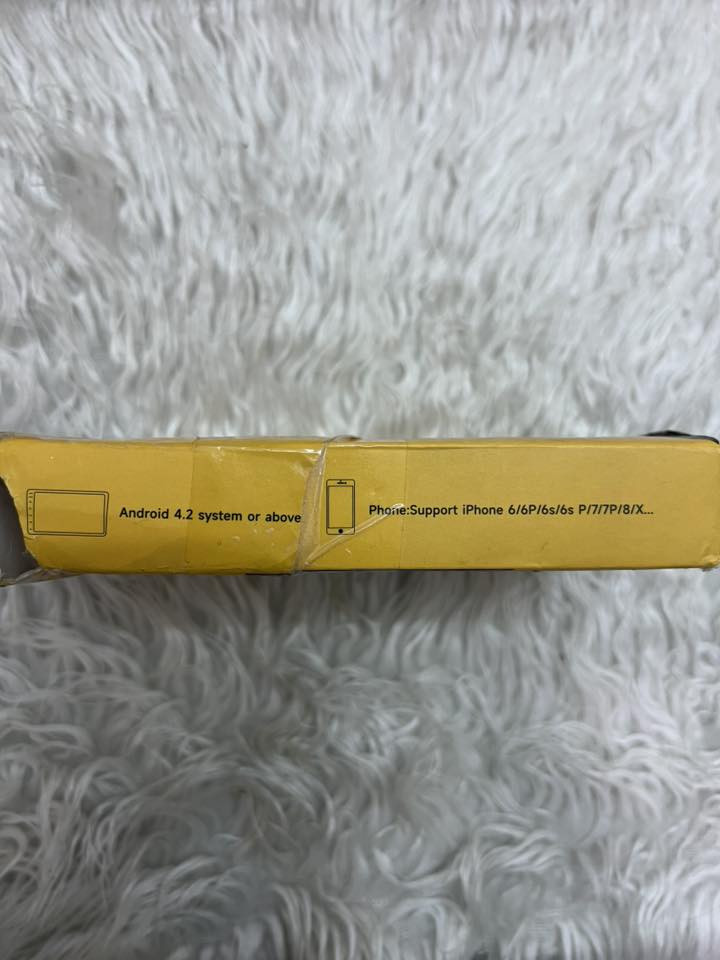 Android 4.2 system or above
Phone:Support iPhone 6/6P/6s/6s P/7/7P/8/X...